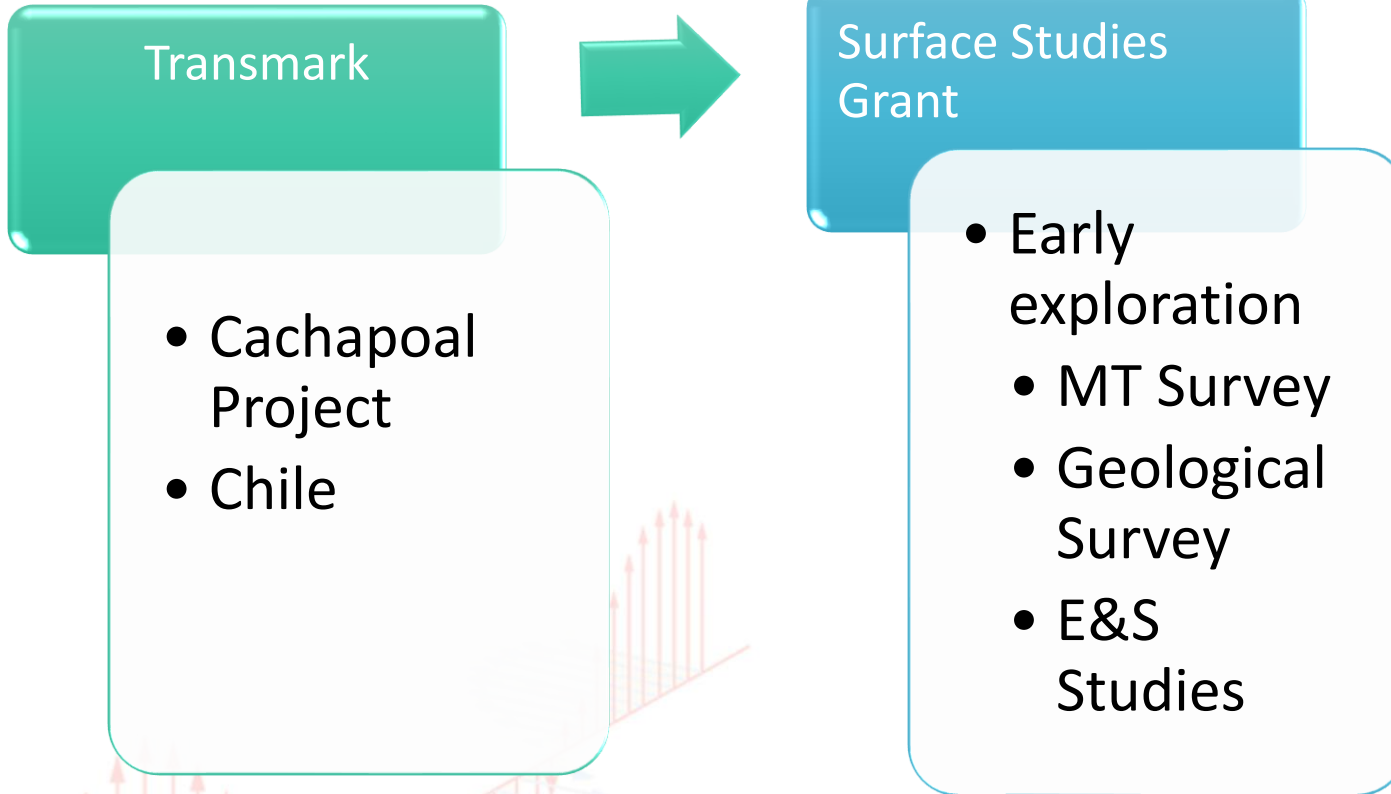 Transmark
• Cachapoal
Project
• Chile
Surface Studies
Grant
• Early
exploration
• MT Survey
• Geological
Survey
• E&S
Studies